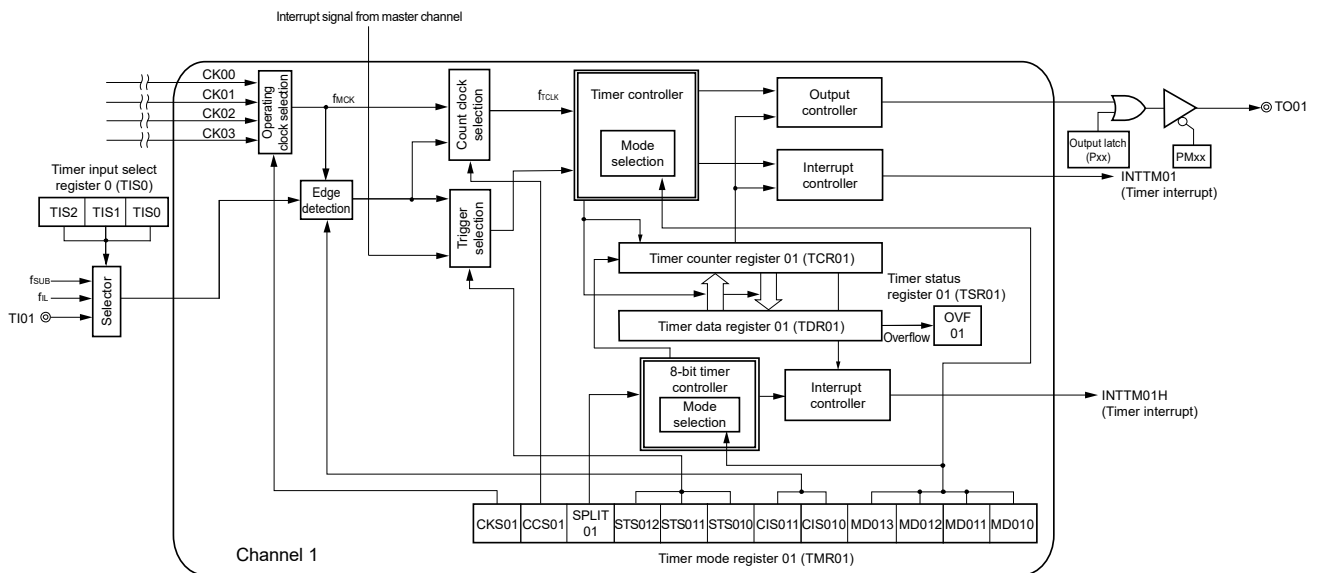 Interrupt signal from master channel
CK00
CK01
CK02
CK03
Operating
clock selection
fMCK
Count clock
selection
fTCLK
Timer controller
Mode
selection
Output
controller
TO01
Output latch
(Pxx)
PMxx
Interrupt
controller
INTTM01
(Timer interrupt)
Timer input select
register 0 (TIS0)
TIS2
TIS1
TIS0
Edge
detection
Trigger
selection
fSUB
fIL
TI01
Selector
Timer counter register 01 (TCR01)
Timer status
register 01 (TSR01)
Timer data register 01 (TDR01)
Overflow
OVF
01
8-bit timer
controller
Mode
selection
Interrupt
controller
INTTM01H
(Timer interrupt)
CKS01
CCS01
SPLIT
01
STS012
STS011
STS010
CIS011
CIS010
MD013
MD012
MD011
MD010
Channel 1
Timer mode register 01 (TMR01)